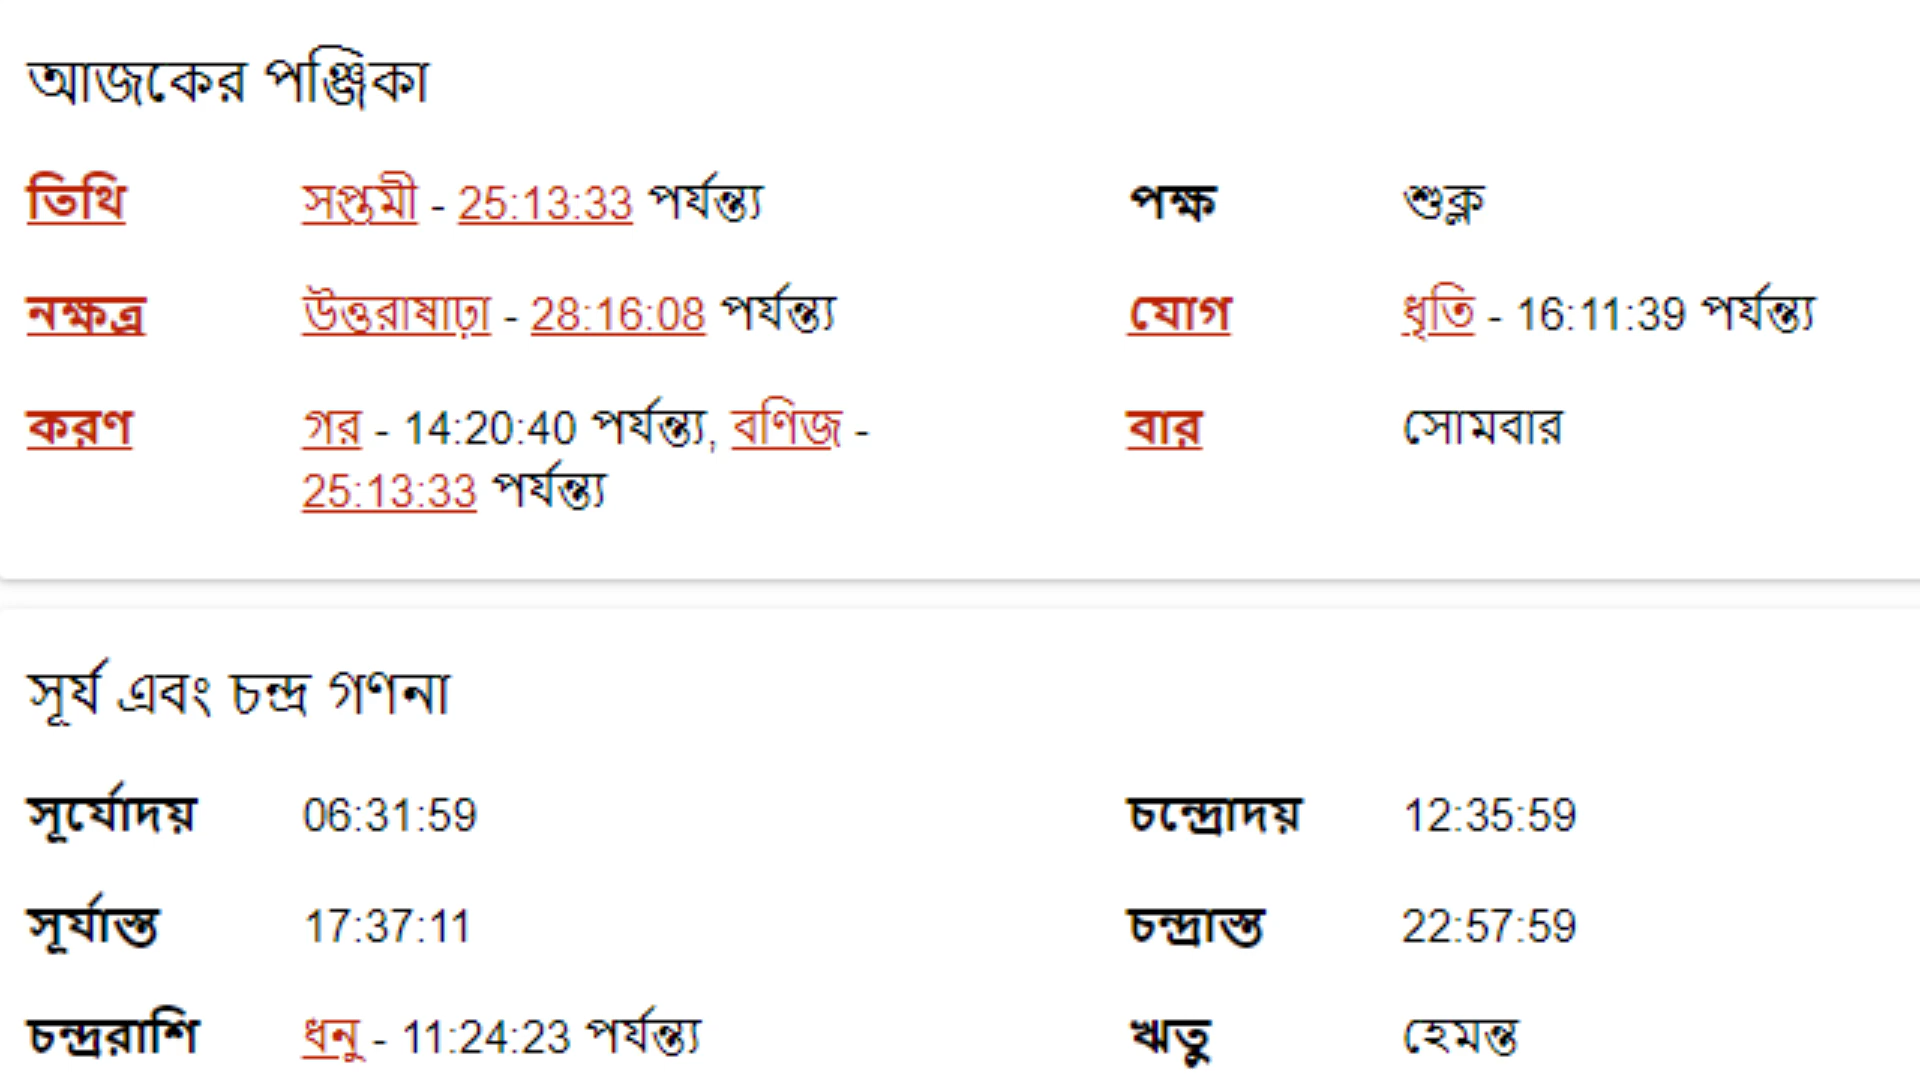 আজকের পঞ্জিকা
তিথি সপ্তমী - 25:13:33 পর্যন্ত্য পক্ষ শুক্ল
নক্ষত্র উত্তরাষাঢ়া - 28:16:08 পর্যন্ত্য যোগ ধৃতি - 16:11:39 পর্যন্ত্য
করণ গর - 14:20:40 পর্যন্ত্য, বণিজ - বার সোমবার
25:13:33 পর্যন্ত্য
সূর্য এবং চন্দ্র গণনা
সূর্যোদয় 06:31:59 চন্দ্রোদয় 12:35:59
সূর্যাস্ত 17:37:11 চন্দ্রাস্ত 22:57:59
চন্দ্ররাশি ধনু - 11:24:23 পর্যন্ত্য ঋতু হেমন্ত